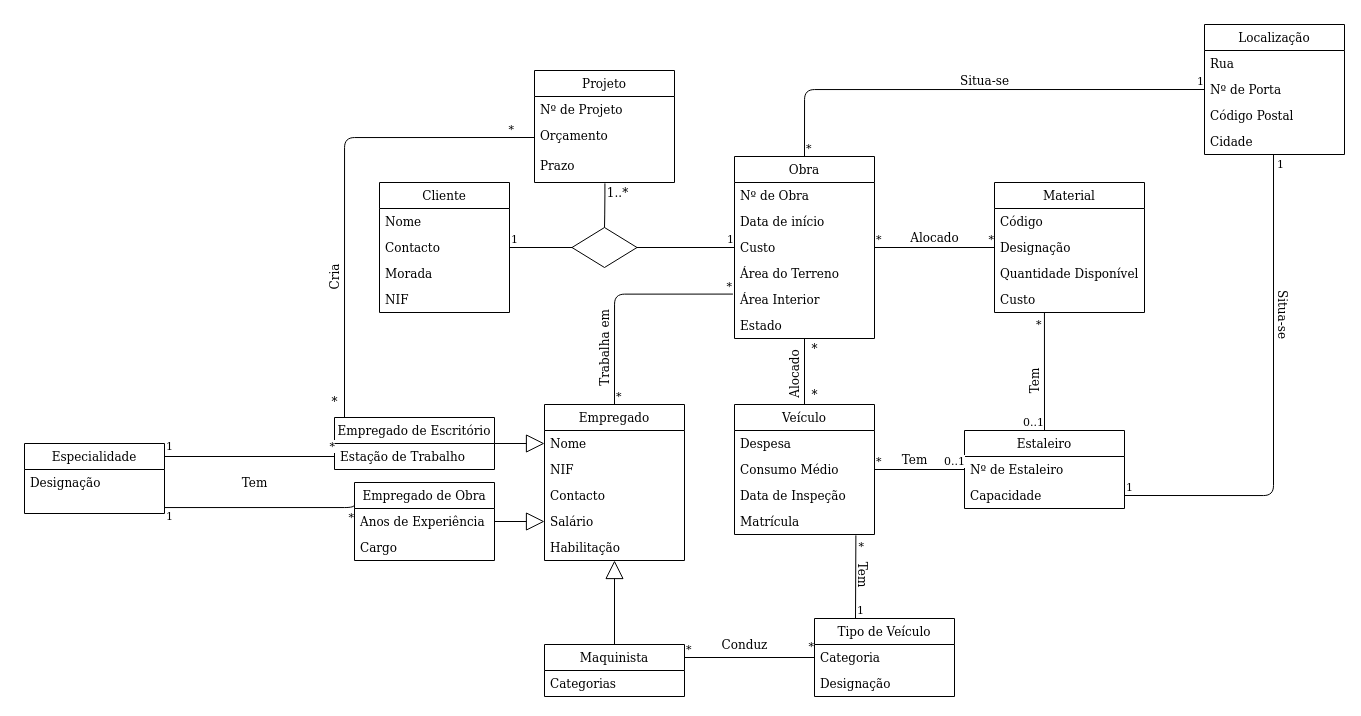 Localização
Rua
Nº de Porta
Código Postal
Cidade
1
1
Situa-se
*
Projeto
Nº de Projeto
Orçamento
Prazo
*
1..*
Cria
*
Cliente
Nome
Contacto
Morada
NIF
1
1
Obra
Nº de Obra
Data de início
Custo
Área do Terreno
Área Interior
Estado
*
Alocado
*
Material
Código
Designação
Quantidade Disponível
Custo
*
Tem
0..1
Situa-se
*
Trabalha em
*
*
Alocado
*
Especialidade
Designação
1
*
Tem
1
*
Empregado de Escritório
Estação de Trabalho
Empregado de Obra
Anos de Experiência
Cargo
Empregado
Nome
NIF
Contacto
Salário
Habilitação
Veículo
Despesa
Consumo Médio
Data de Inspeção
Matrícula
*
Tem
0..1
Estaleiro
Nº de Estaleiro
Capacidade
1
*
Tem
1
Maquinista
Categorias
*
Conduz
*
Tipo de Veículo
Categoria
Designação